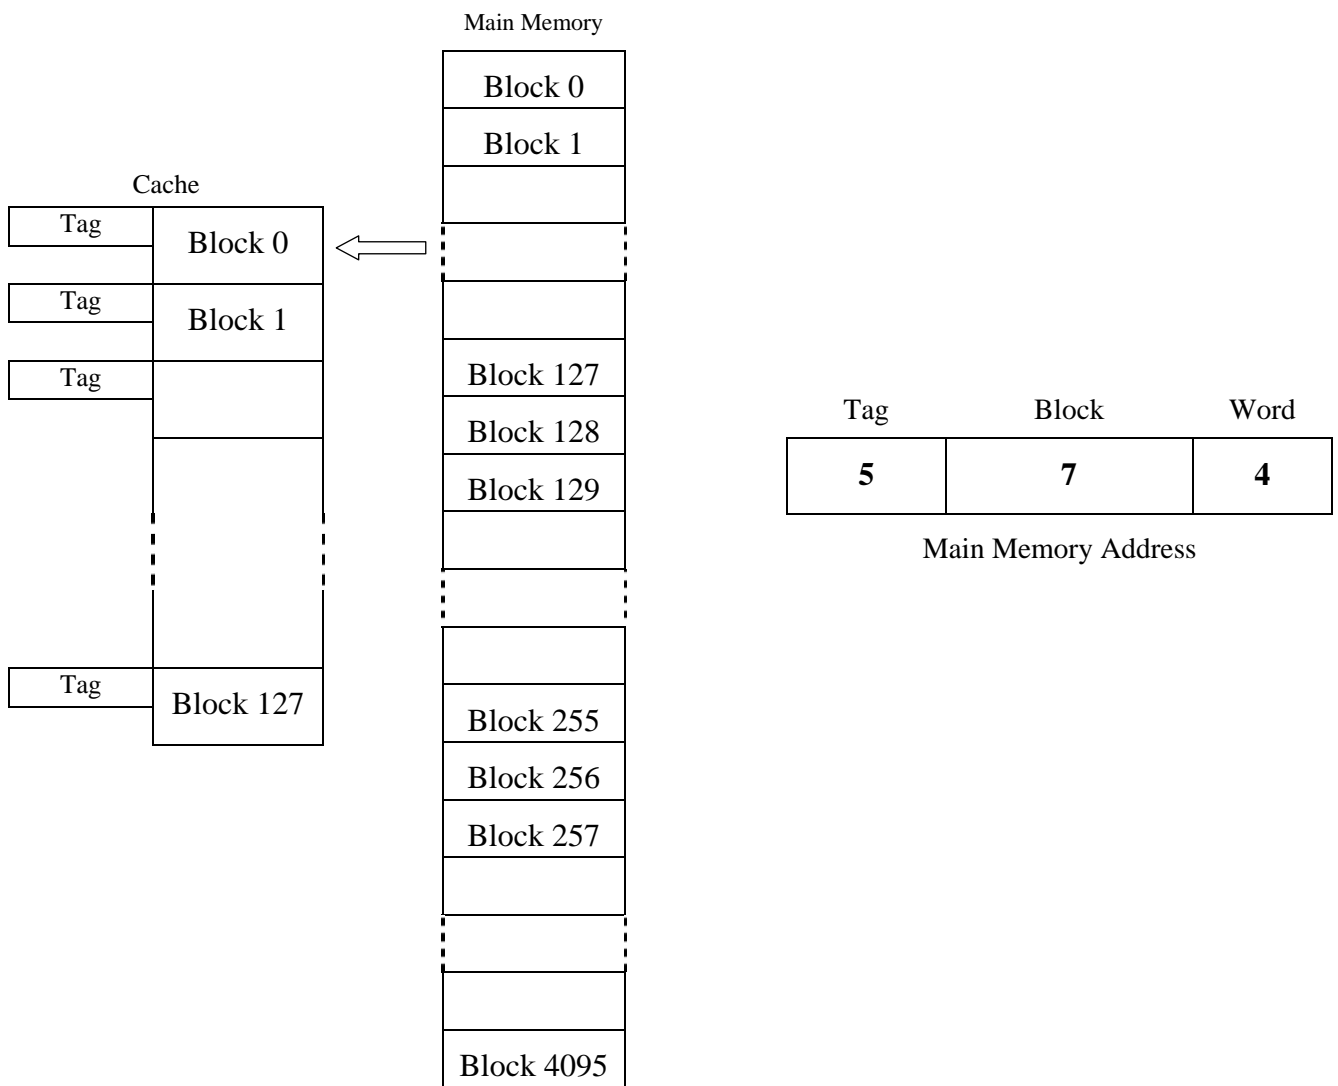 Main Memory
Block 0
Block 1
Block 127
Block 128
Block 129
Block 255
Block 256
Block 257
Block 4095
Cache
Tag
Block 0
Tag
Block 1
Tag
Tag
Block 127
Tag Block Word
5 7 4
Main Memory Address